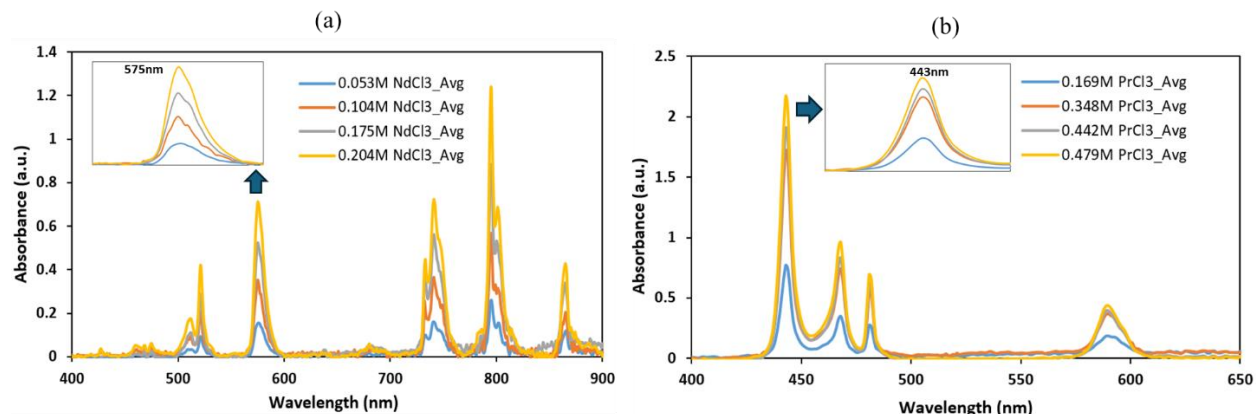 (a)
Absorbance (a.u.)
1.4
1.2
1
0.8
0.6
0.4
0.2
0
400
500
600
700
800
900
Wavelength (nm)
575nm
0.053M NdCl3_Avg
0.104M NdCl3_Avg
0.175M NdCl3_Avg
0.204M NdCl3_Avg
(b)
Absorbance (a.u.)
2.5
2
1.5
1
0.5
0
400
450
500
550
600
650
Wavelength (nm)
443nm
0.169M PrCl3_Avg
0.348M PrCl3_Avg
0.442M PrCl3_Avg
0.479M PrCl3_Avg